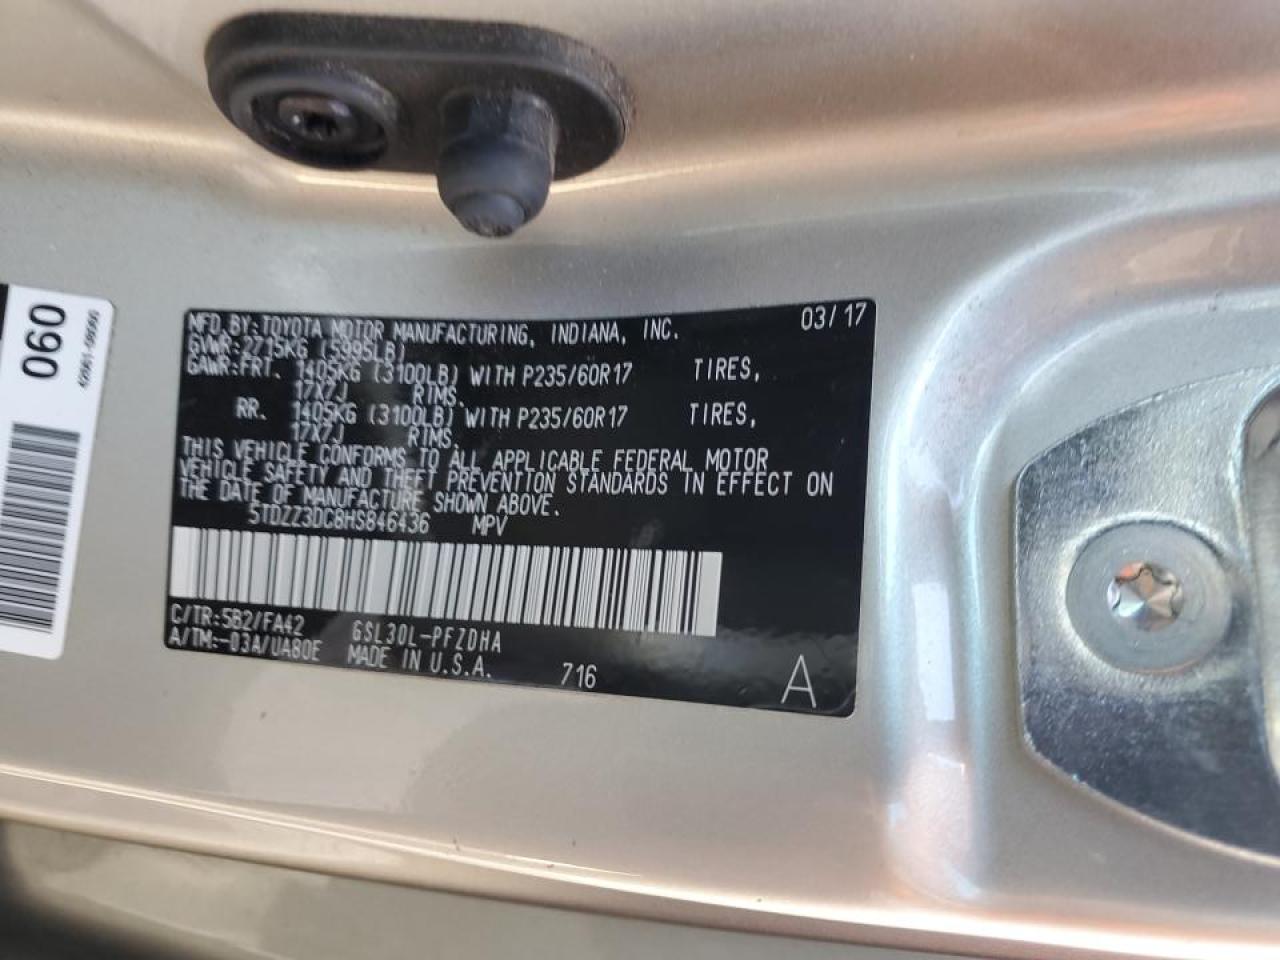 MFD. BY: TOYOTA MOTOR MANUFACTURING, INDIANA, INC. 03/17
GVWR: 2715KG (5995LB)
GAWR: FRT. 1405KG (3100LB) WITH P235/60R17 TIRES,
17X7J RIMS.
RR. 1405KG (3100LB) WITH P235/60R17 TIRES,
17X7J RIMS.
THIS VEHICLE CONFORMS TO ALL APPLICABLE FEDERAL MOTOR
VEHICLE SAFETY AND THEFT PREVENTION STANDARDS IN EFFECT ON
THE DATE OF MANUFACTURE SHOWN ABOVE.
5TDZZ3DC8HS846436 MPV
C/TR: 5B2/FA42 GSL30L-PFZDHA
A/TM: -03A/UA80E MADE IN U.S.A. 716 A
060